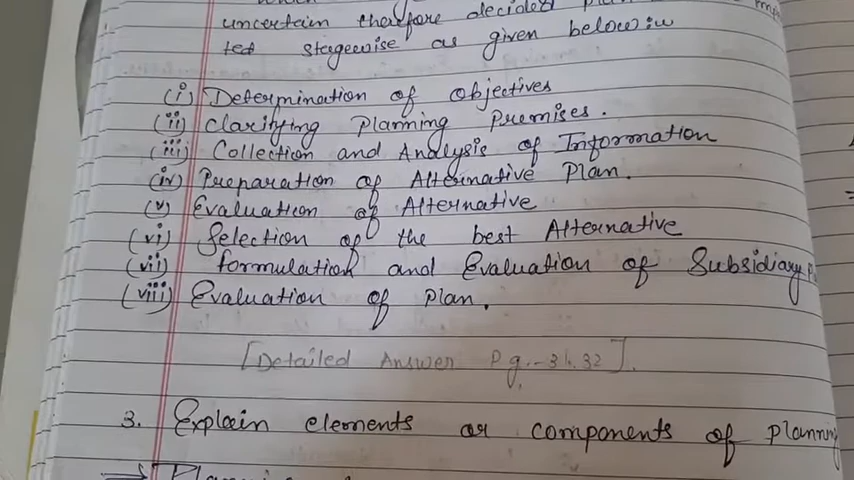 uncertain therefore decided
ted stagewise as given below:
(i) Determination of objectives
(ii) Clarifying Planning Premises.
(iii) Collection and Analysis of Information
(iv) Preparation of Alternative Plan.
(v) Evaluation of Alternative
(vi) Selection of the best Alternative
(vii) formulation and Evaluation of Subsidiary
(viii) Evaluation of plan.
[Detailed Answer Pg.-31.32].
3. Explain elements or components of planning